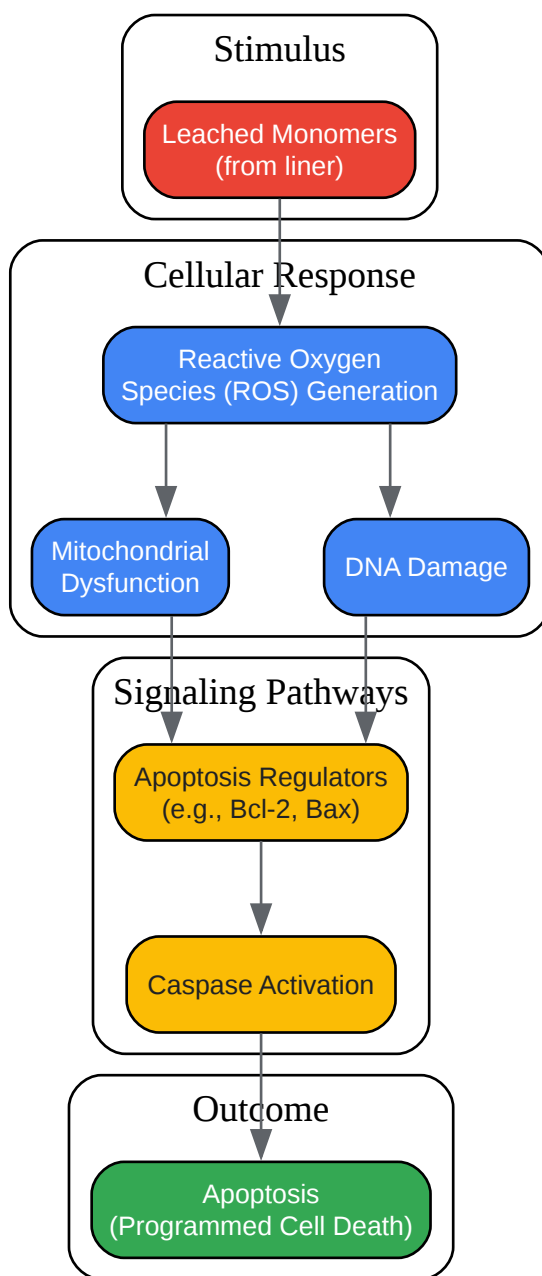 Stimulus
Leached Monomers
(from liner)
Cellular Response
Reactive Oxygen
Species (ROS) Generation
Mitochondrial
Dysfunction
DNA Damage
Signaling Pathways
Apoptosis Regulators
(e.g., Bcl-2, Bax)
Caspase Activation
Outcome
Apoptosis
(Programmed Cell Death)